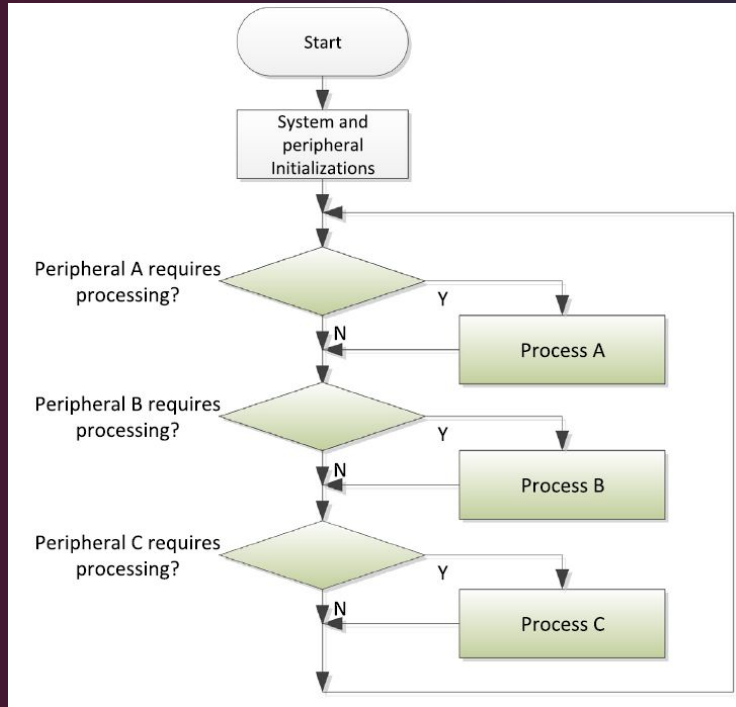 Start
System and
peripheral
Initializations
Peripheral A requires
processing?
Y
N
Process A
Peripheral B requires
processing?
Y
N
Process B
Peripheral C requires
processing?
Y
N
Process C